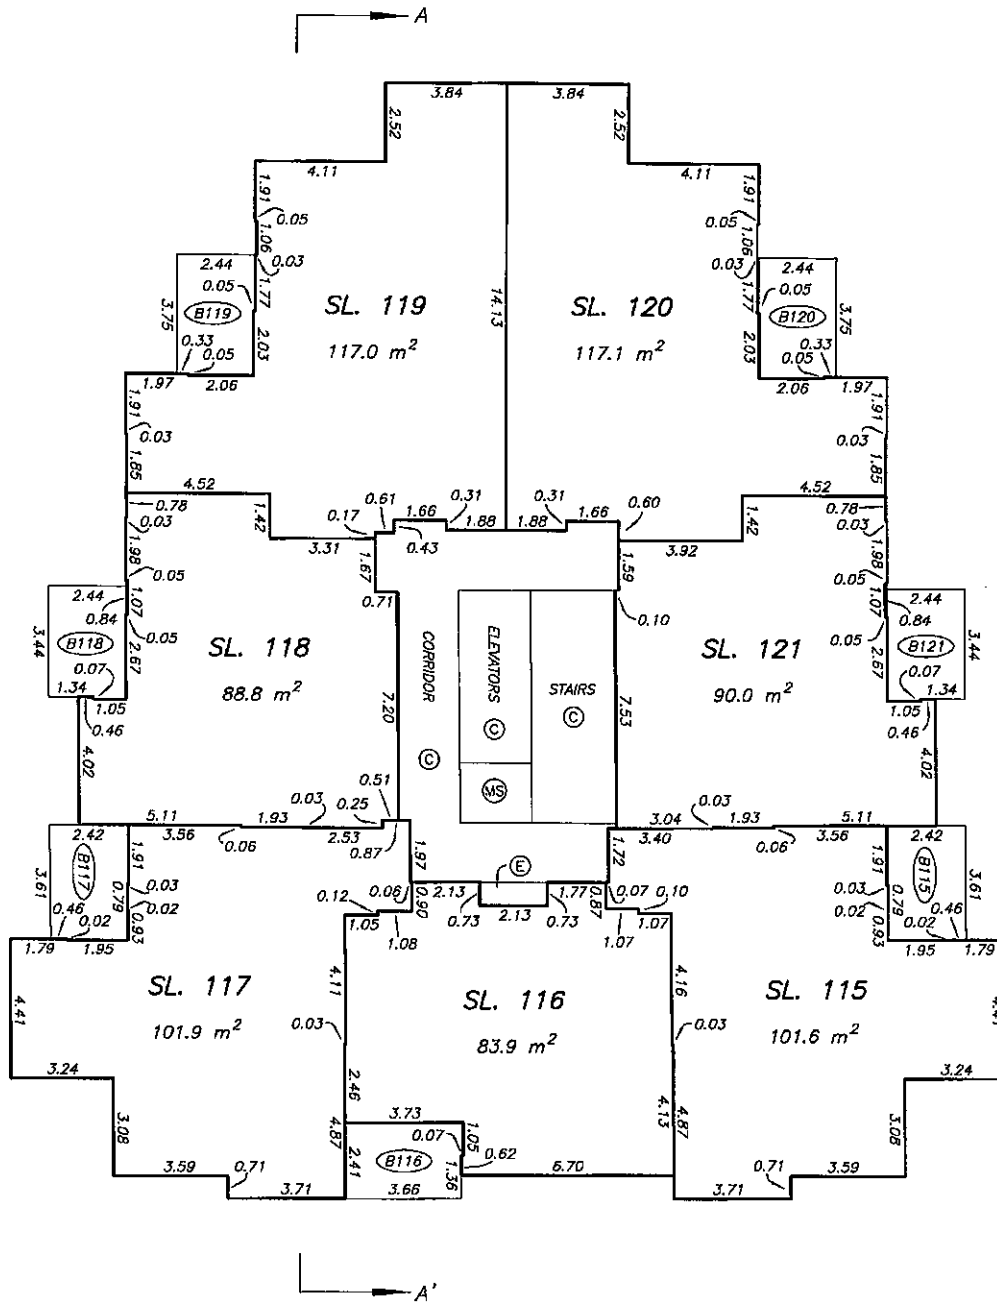 A
3.84 3.84
2.52 2.52
4.11 4.11
1.91 1.91
0.05 0.05
1.06 1.06
2.44 0.03 0.03 2.44
0.05 1.77 1.77 0.05
SL. 119 14.13 SL. 120
3.75 B119 B120 3.75
117.0 m² 117.1 m²
0.33 2.03 2.03 0.33
0.05 0.05
1.97 2.06 2.06 1.97
1.91 1.91
0.03 0.03
1.85 1.85
4.52 4.52
0.78 0.61 1.66 0.31 0.31 1.66 0.60 0.78
0.03 1.42 0.17 1.88 1.88 1.42 0.03
1.98 3.31 0.43 3.92 1.98
0.05 1.67 1.59 0.05
2.44 1.07 0.71 0.10 1.07 2.44
0.84 0.84
3.44 B118 0.05 SL. 118 CORRIDOR ELEVATORS SL. 121 0.05 B121 3.44
0.07 2.67 88.8 m² STAIRS 90.0 m² 2.67 0.07
1.34 1.05 7.20 C C 7.53 1.05 1.34
0.46 C 0.46
4.02 0.51 MS 4.02
0.03 0.25 0.03
5.11 1.93 3.04 1.93 5.11
2.42 3.56 0.06 2.53 0.87 3.40 0.06 3.56 2.42
1.91 1.97 1.72 1.91
3.61 B117 E B115 3.61
0.79 0.03 0.06 0.90 2.13 1.77 0.87 0.07 0.10 0.03 0.79
0.46 0.02 0.12 0.73 0.73 0.02 0.46
0.02 0.93 1.05 2.13 1.07 0.93 0.02
1.79 1.95 1.08 1.07 1.95 1.79
SL. 117 4.11 SL. 116 4.16 SL. 115
4.41 101.9 m² 0.03 83.9 m² 0.03 101.6 m² 4.41
3.24 2.46 3.24
3.73 4.13
3.08 4.87 1.05 4.87 3.08
0.07
B116 0.62
3.59 0.71 2.41 1.36 6.70 0.71 3.59
3.71 3.66 3.71
A'